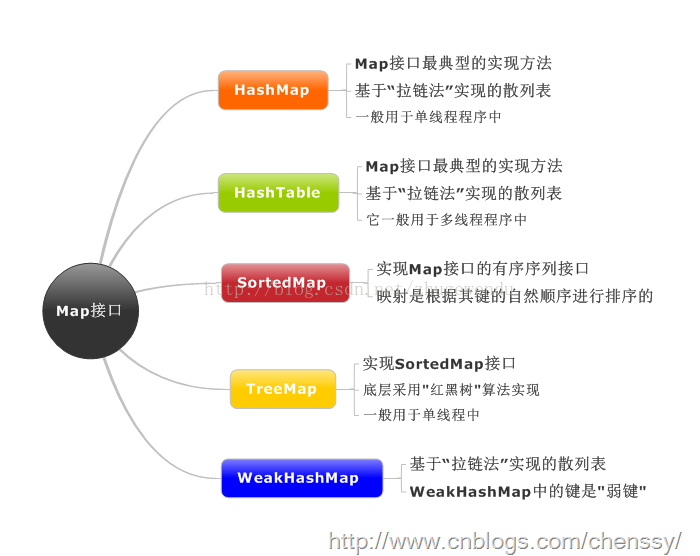 Map接口
HashMap
Map接口最典型的实现方法
基于“拉链法”实现的散列表
一般用于单线程程序中
HashTable
Map接口最典型的实现方法
基于“拉链法”实现的散列表
它一般用于多线程程序中
SortedMap
实现Map接口的有序序列接口
映射是根据其键的自然顺序进行排序的
TreeMap
实现SortedMap接口
底层采用"红黑树"算法实现
一般用于单线程中
WeakHashMap
基于“拉链法”实现的散列表
WeakHashMap中的键是"弱键"
http://www.cnblogs.com/chenssy/